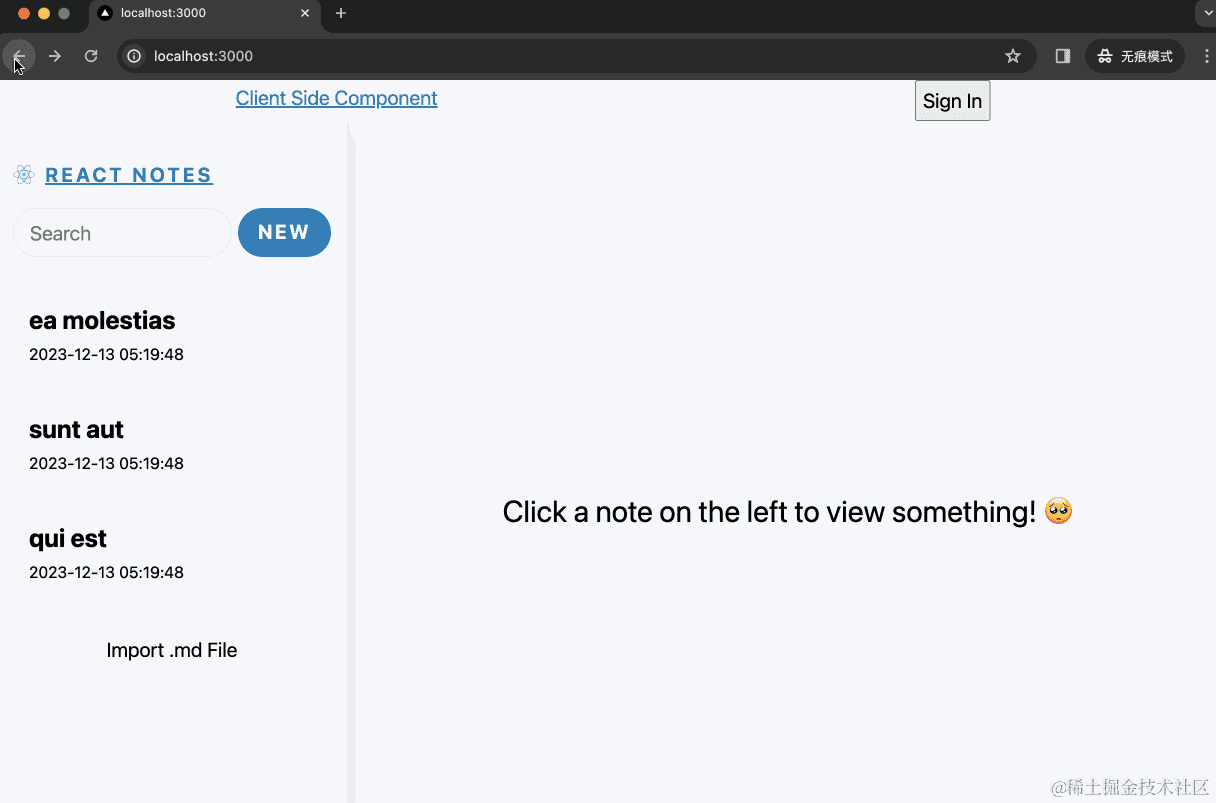 localhost:3000
localhost:3000
无痕模式
Client Side Component
Sign In
REACT NOTES
Search
NEW
ea molestias
2023-12-13 05:19:48
sunt aut
2023-12-13 05:19:48
qui est
2023-12-13 05:19:48
Import .md File
Click a note on the left to view something! 🥺
@稀土掘金技术社区